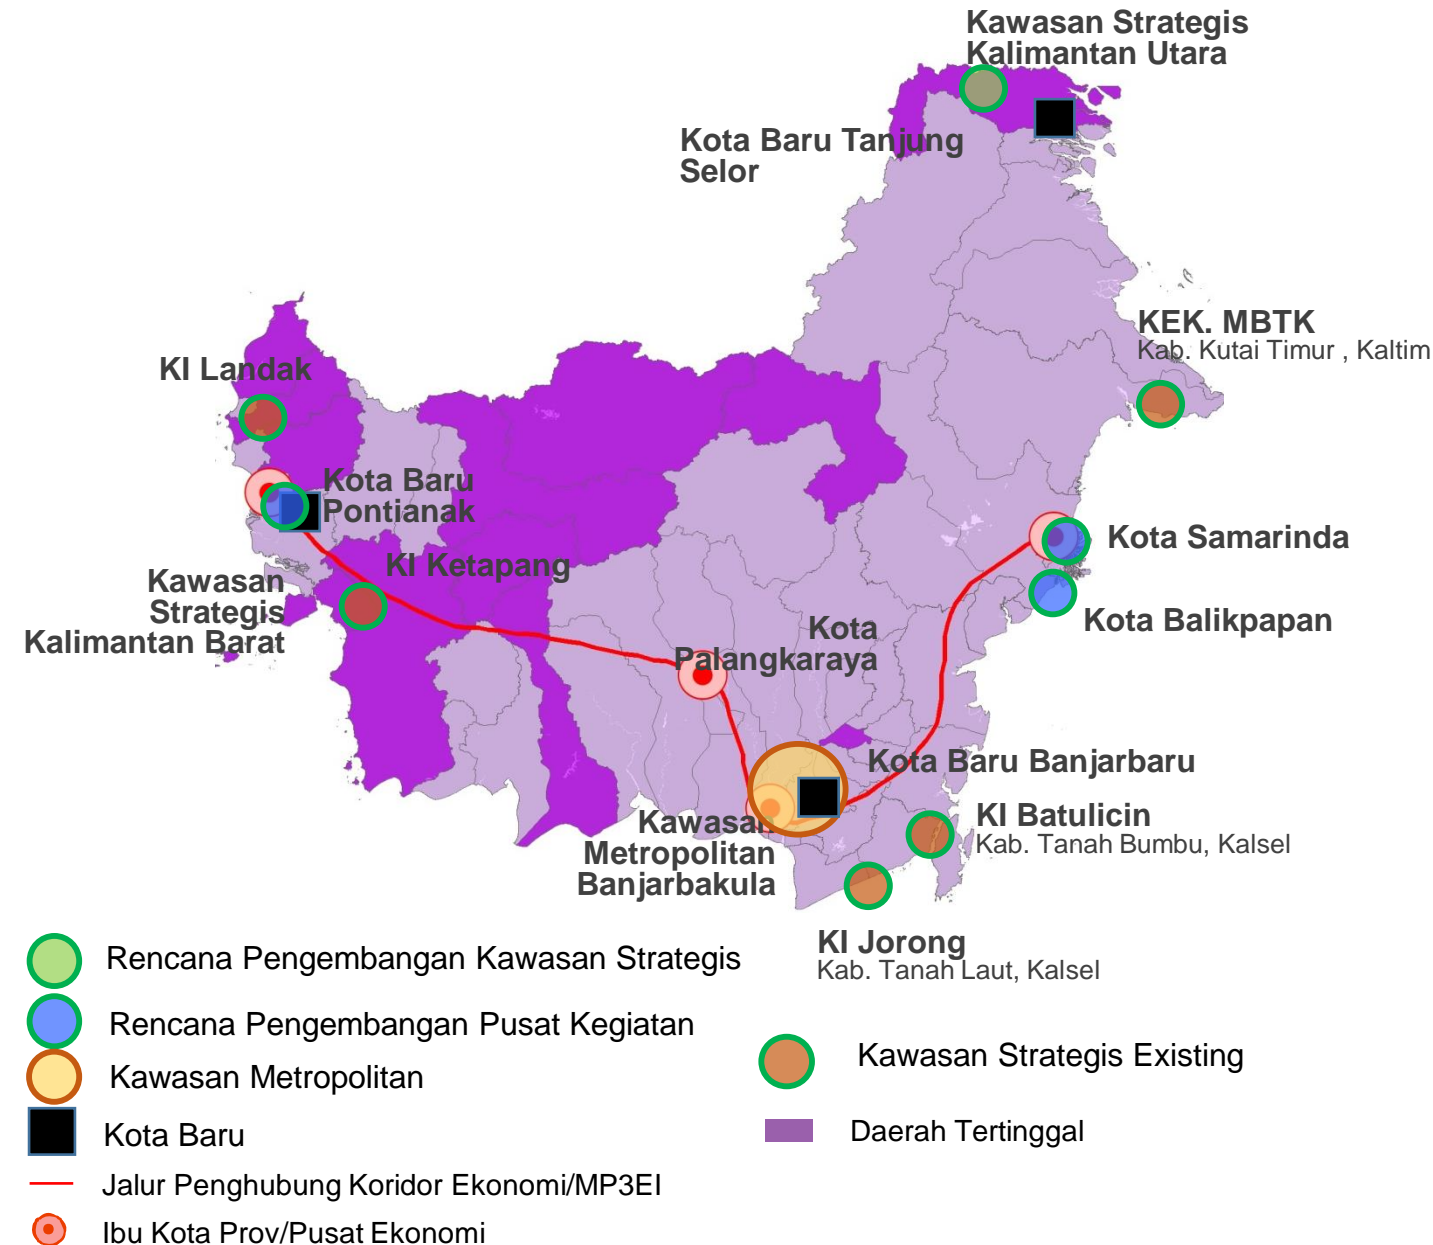 Kawasan Strategis
Kalimantan Utara
Kota Baru Tanjung
Selor
KEK. MBTK
Kab. Kutai Timur , Kaltim
KI Landak
Kota Baru
Pontianak
Kota Samarinda
KI Ketapang
Kawasan
Strategis
Kalimantan Barat
Kota Balikpapan
Kota
Palangkaraya
Kota Baru Banjarbaru
KI Batulicin
Kab. Tanah Bumbu, Kalsel
Kawasan
Metropolitan
Banjarbakula
KI Jorong
Kab. Tanah Laut, Kalsel
Rencana Pengembangan Kawasan Strategis
Rencana Pengembangan Pusat Kegiatan
Kawasan Metropolitan
Kota Baru
Jalur Penghubung Koridor Ekonomi/MP3EI
Ibu Kota Prov/Pusat Ekonomi
Kawasan Strategis Existing
Daerah Tertinggal